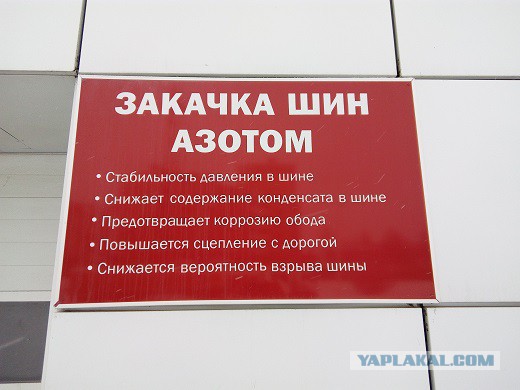 ЗАКАЧКА ШИН
АЗОТОМ
• Стабильность давления в шине
• Снижает содержание конденсата в шине
• Предотвращает коррозию обода
• Повышается сцепление с дорогой
• Снижается вероятность взрыва шины
YAPLAKAL.COM